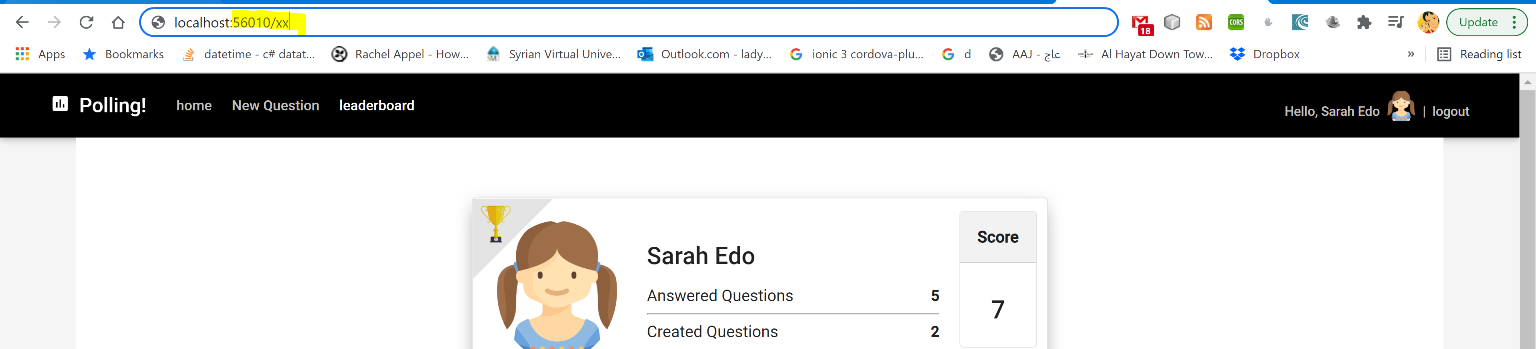 localhost:56010/xx
18
CORS
Update
Apps
Bookmarks
datetime - c# datat...
Rachel Appel - How...
Syrian Virtual Unive...
Outlook.com - lady...
ionic 3 cordova-plu...
d
AAJ - عاج
Al Hayat Down Tow...
Dropbox
»
Reading list
Polling!
home
New Question
leaderboard
Hello, Sarah Edo
| logout
Sarah Edo
Score
Answered Questions 5
7
Created Questions 2